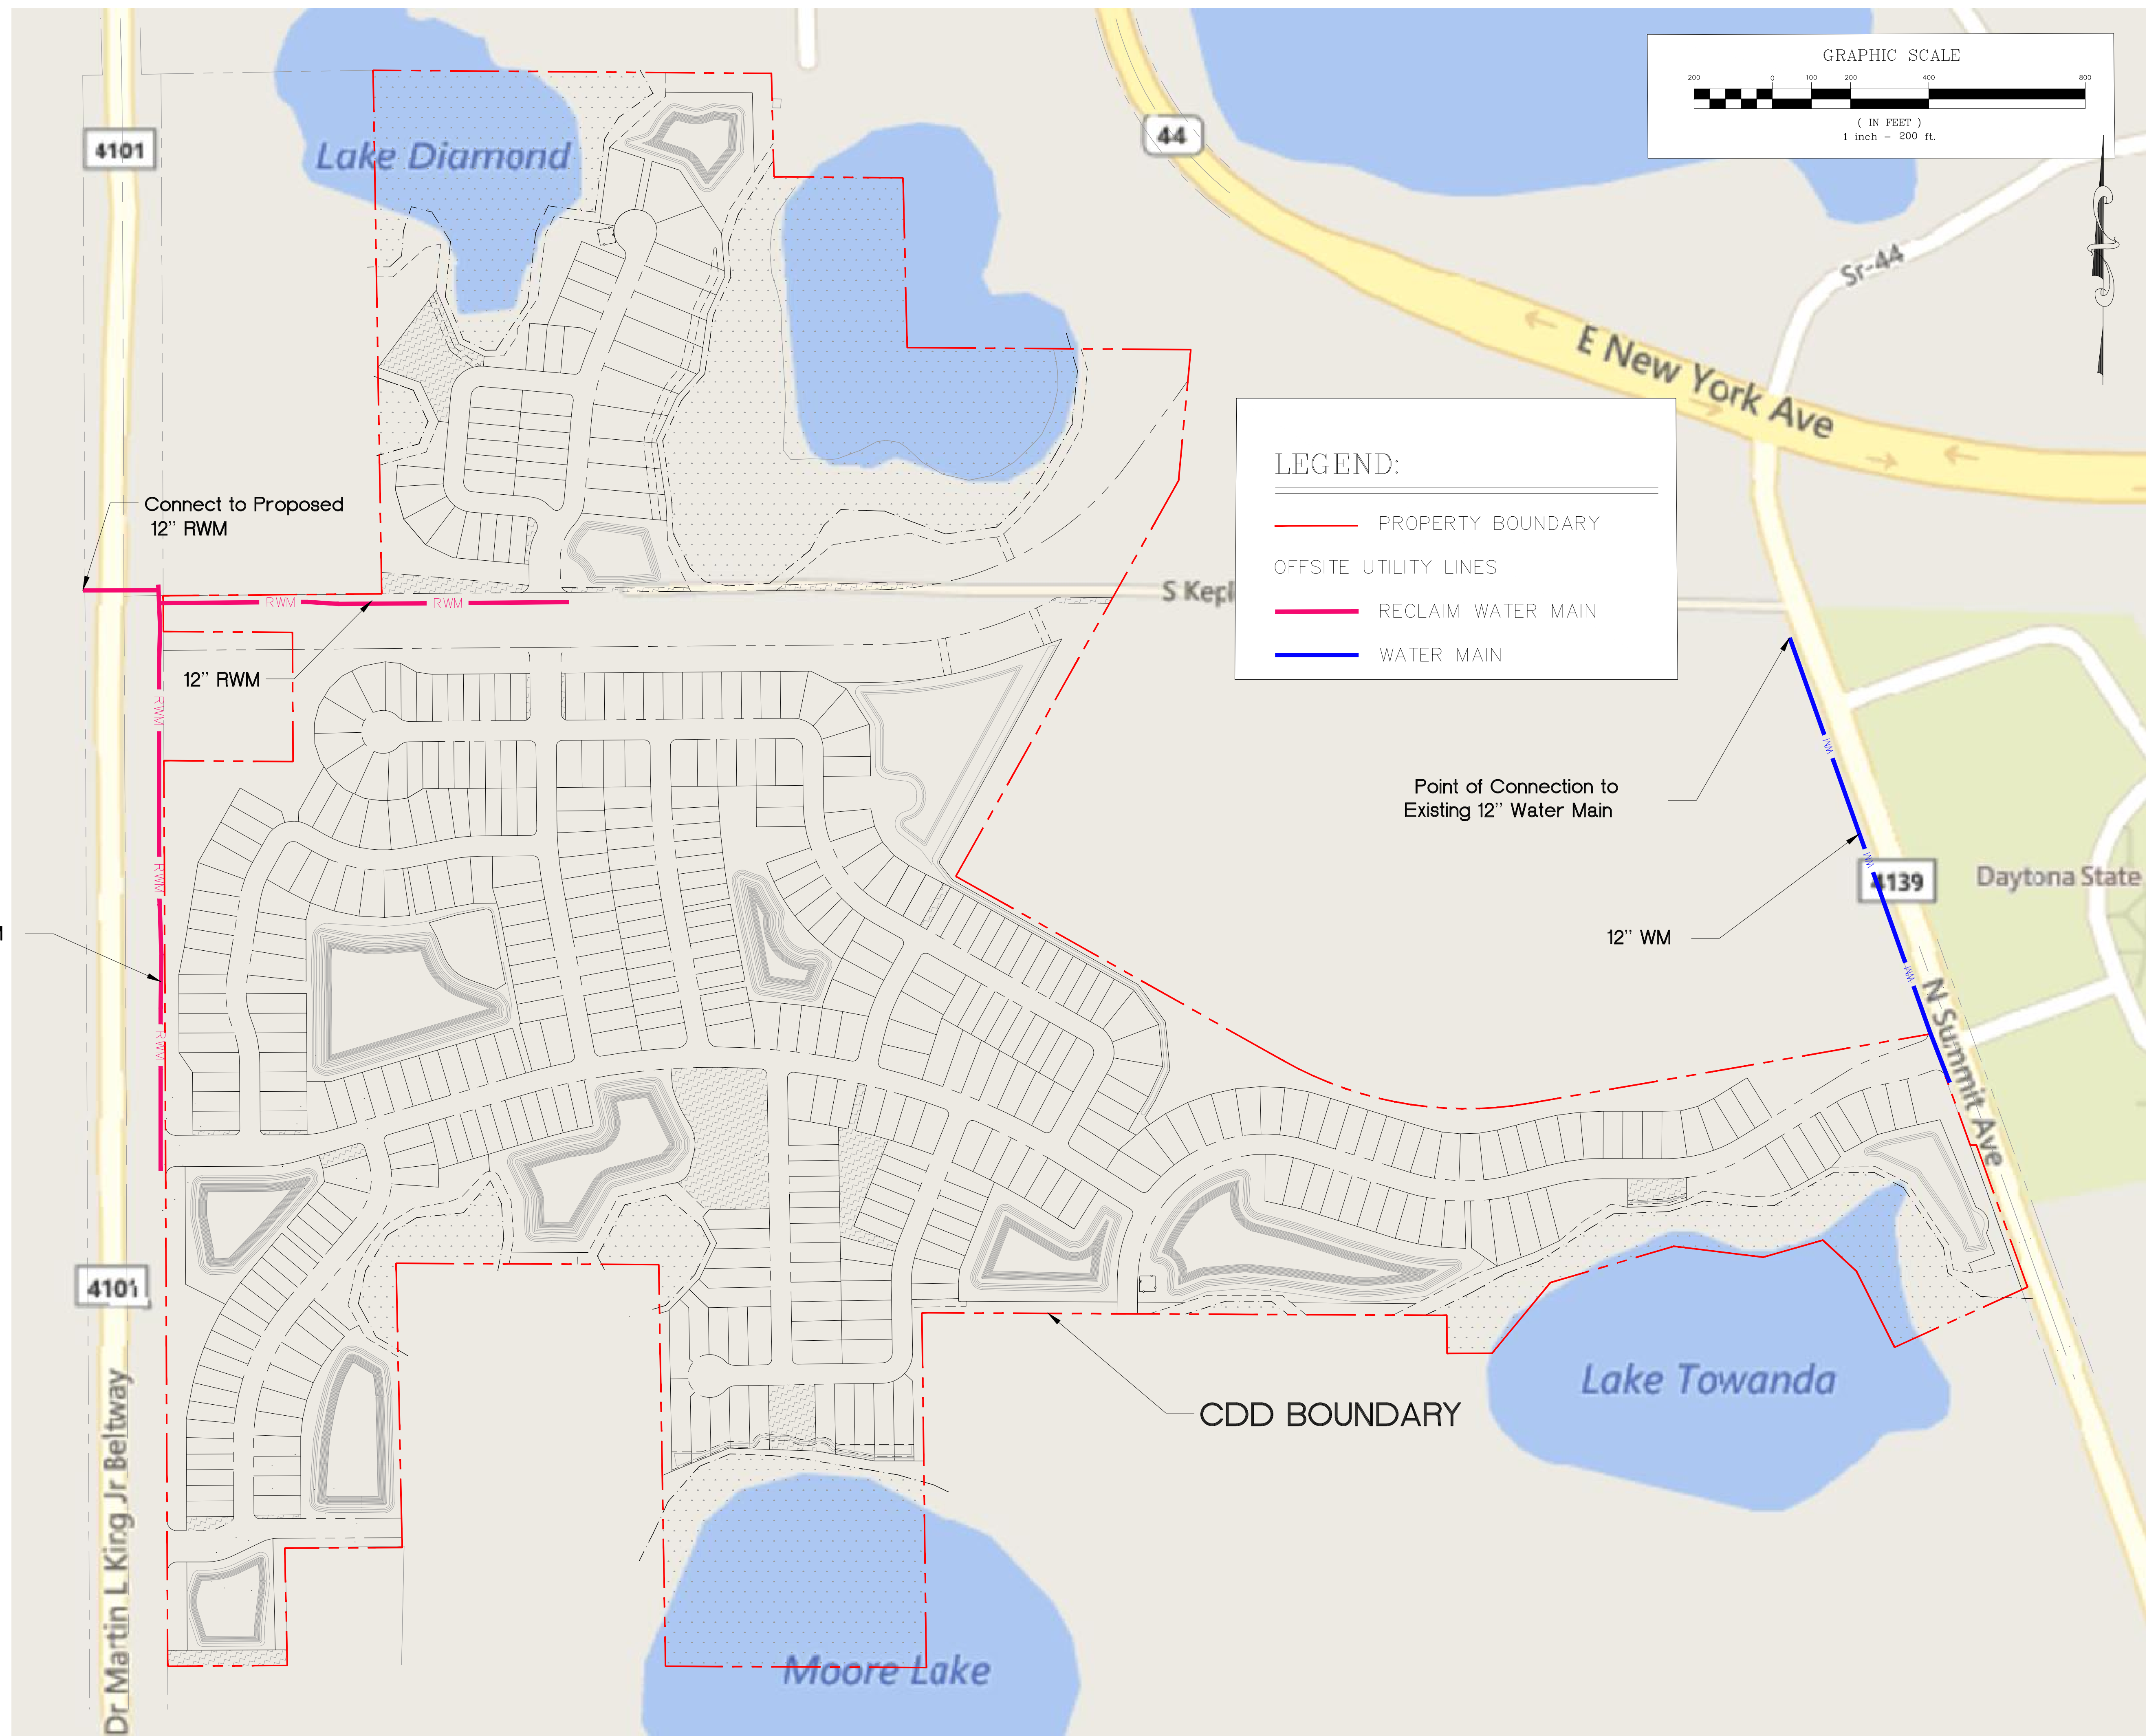 GRAPHIC SCALE
200 0 100 200 400 800
( IN FEET )
1 inch = 200 ft.
4101
Lake Diamond
44
Sr-44
E New York Ave
Connect to Proposed
12" RWM
LEGEND:
PROPERTY BOUNDARY
OFFSITE UTILITY LINES
RECLAIM WATER MAIN
WATER MAIN
S Kepl
RWM RWM
12" RWM
RWM
RWM
RWM
Point of Connection to
Existing 12" Water Main
WM
WM
WM
4139
Daytona State
12" WM
N Summit Ave
4101
CDD BOUNDARY
Lake Towanda
Dr Martin L King Jr Beltway
Moore Lake